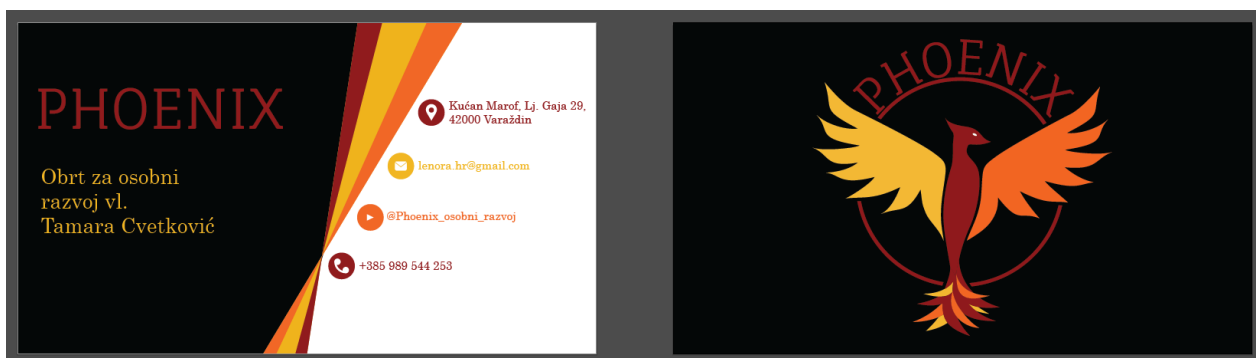 PHOENIX
Obrt za osobni
razvoj vl.
Tamara Cvetković
Kućan Marof, Lj. Gaja 29,
42000 Varaždin
lenora.hr@gmail.com
@Phoenix_osobni_razvoj
+385 989 544 253
PHOENIX